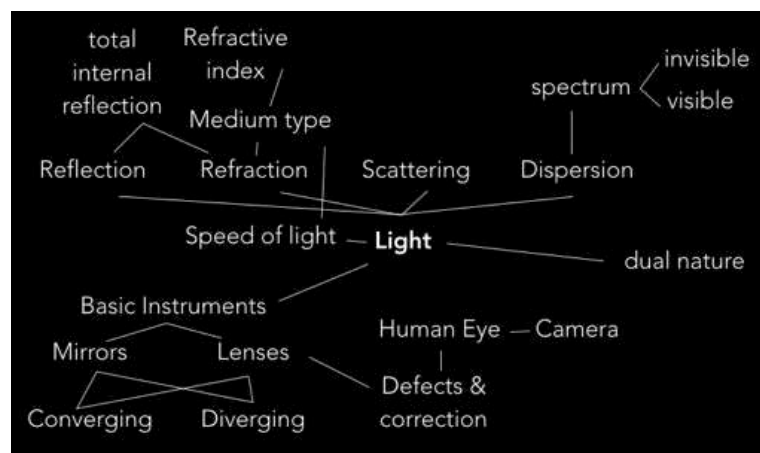 total
internal
reflection
Refractive
index
Medium type
spectrum
invisible
visible
Reflection
Refraction
Scattering
Dispersion
Speed of light
Light
dual nature
Basic Instruments
Mirrors
Lenses
Human Eye
Camera
Converging
Diverging
Defects &
correction